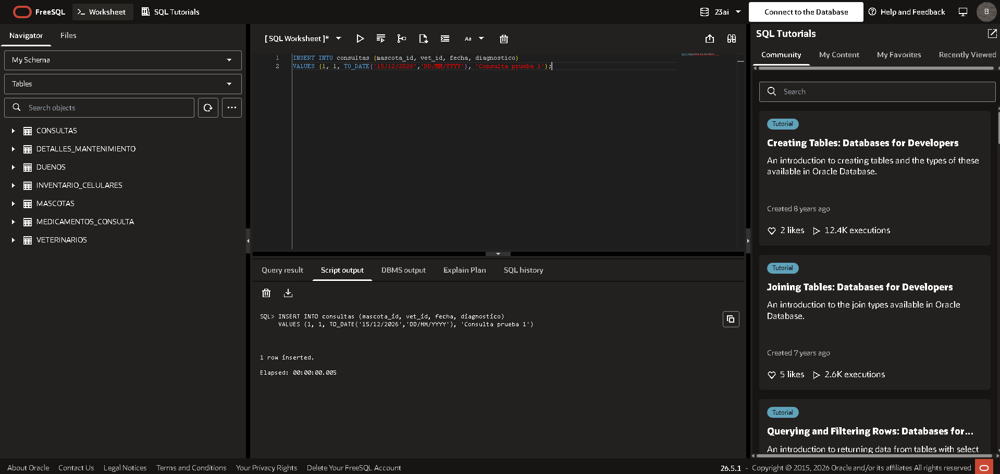 FreeSQL
Worksheet
SQL Tutorials
23ai
Connect to the Database
Help and Feedback
B
Navigator
Files
My Schema
Tables
Search objects
CONSULTAS
DETALLES_MANTENIMIENTO
DUENOS
INVENTARIO_CELULARES
MASCOTAS
MEDICAMENTOS_CONSULTA
VETERINARIOS
[ SQL Worksheet ]*
Aa
1 INSERT INTO consultas (mascota_id, vet_id, fecha, diagnostico)
2 VALUES (1, 1, TO_DATE('15/12/2026','DD/MM/YYYY'), 'Consulta prueba 1');
Query result
Script output
DBMS output
Explain Plan
SQL history
SQL> INSERT INTO consultas (mascota_id, vet_id, fecha, diagnostico)
VALUES (1, 1, TO_DATE('15/12/2026','DD/MM/YYYY'), 'Consulta prueba 1')
1 row inserted.
Elapsed: 00:00:00.005
SQL Tutorials
Community
My Content
My Favorites
Recently Viewed
Search
Tutorial
Creating Tables: Databases for Developers
An introduction to creating tables and the types of these
available in Oracle Database.
Created 8 years ago
2 likes
12.4K executions
Tutorial
Joining Tables: Databases for Developers
An introduction to the join types available in Oracle
Database.
Created 7 years ago
5 likes
2.6K executions
Tutorial
Querying and Filtering Rows: Databases for...
An introduction to returning data from tables with select
About Oracle
Contact Us
Legal Notices
Terms and Conditions
Your Privacy Rights
Delete Your FreeSQL Account
26.5.1 - Copyright © 2015, 2026 Oracle and/or its affiliates All rights reserved